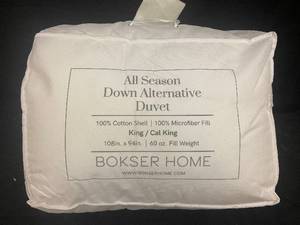 All Season
Down Alternative
Duvet
100% Cotton Shell | 100% Microfiber Fill
King / Cal King
108in. x 94in. | 60 oz. Fill Weight
BOKSER HOME
WWW.BOKSERHOME.COM